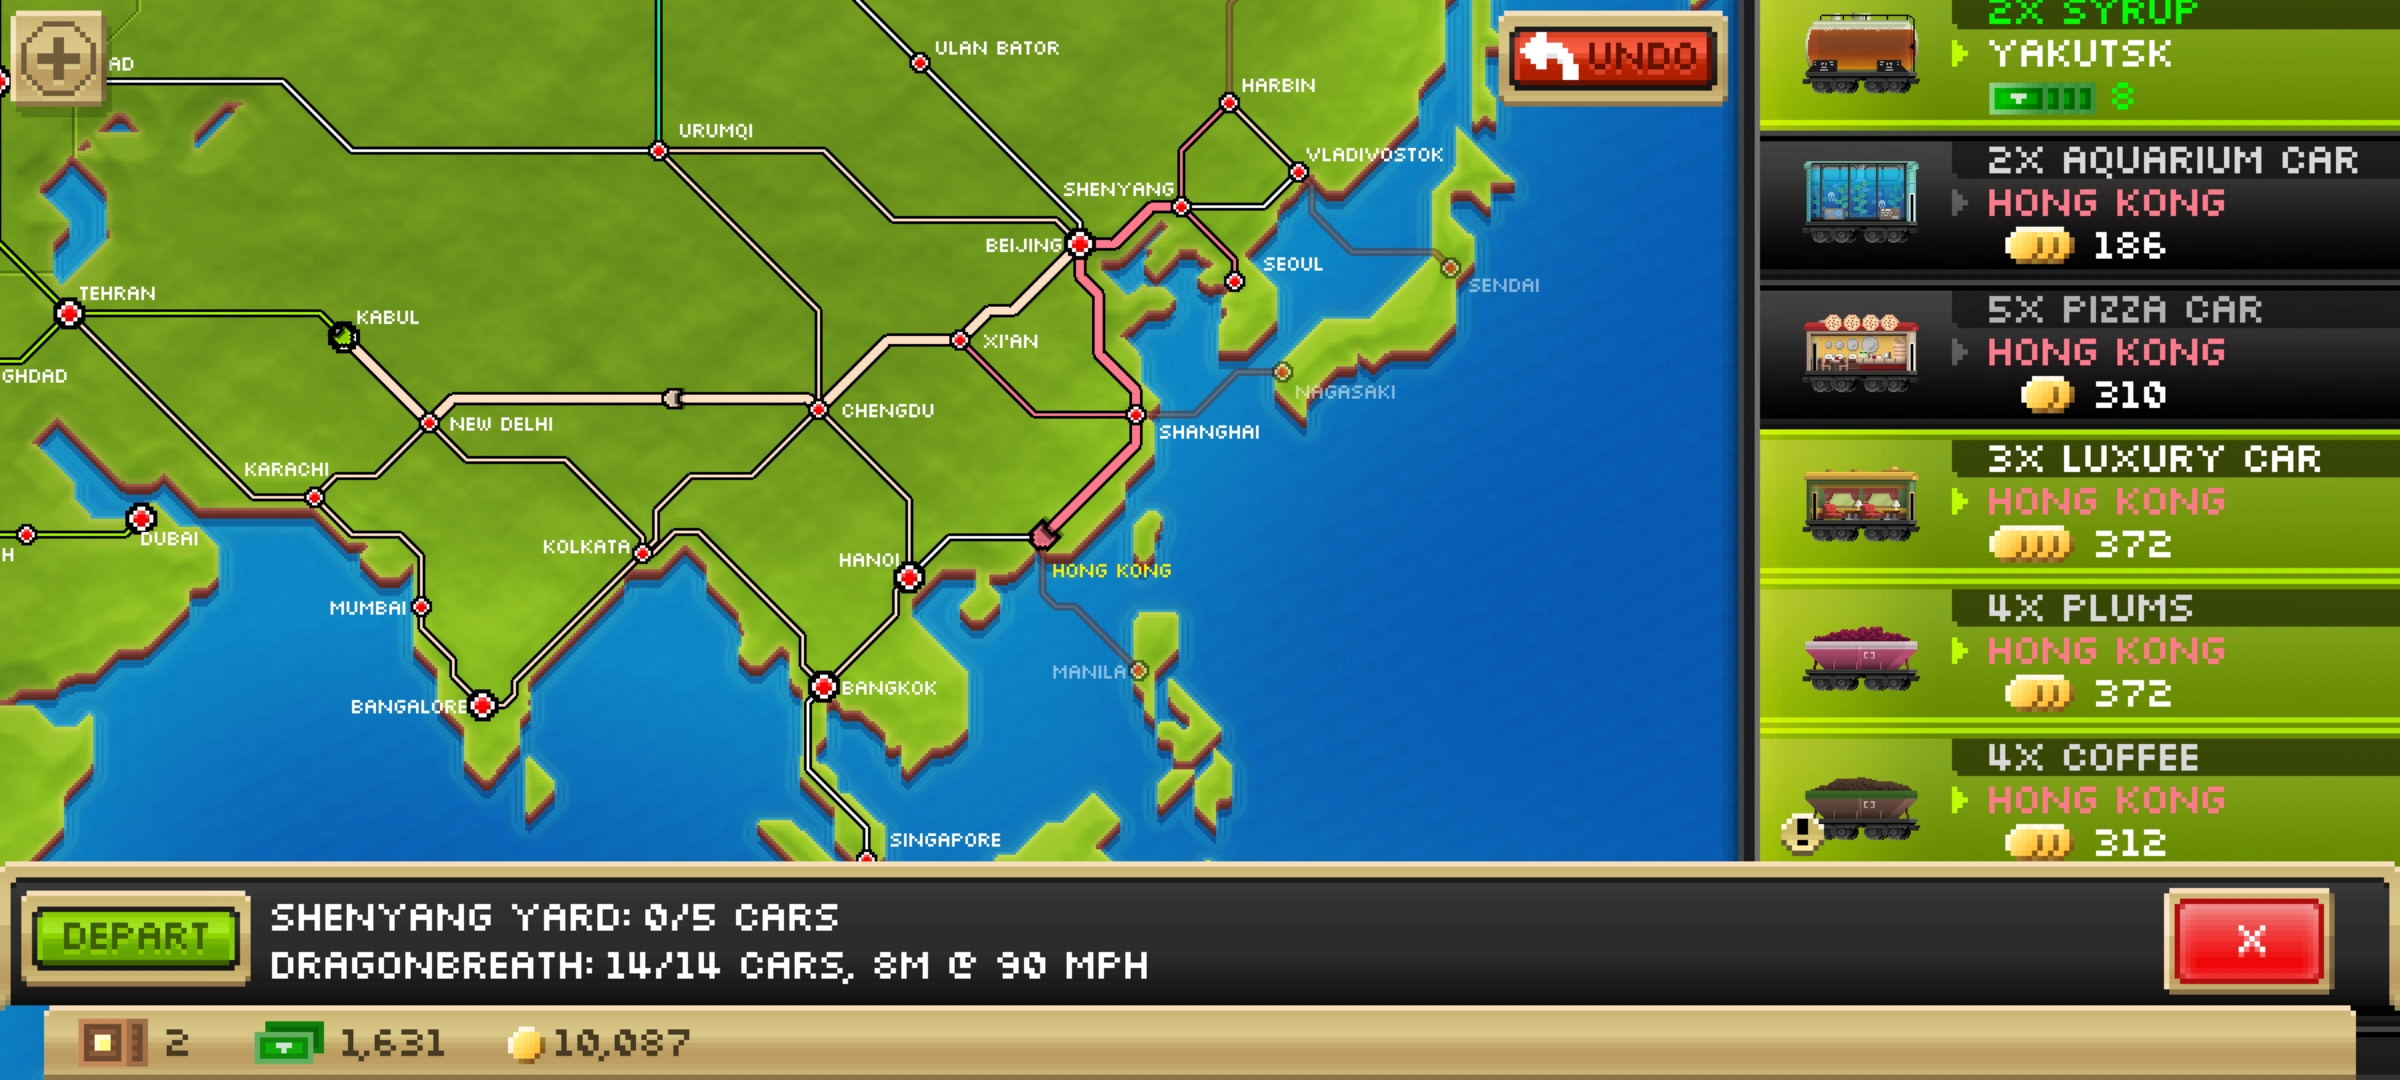 AD
ULAN BATOR
UNDO
HARBIN
URUMQI
VLADIVOSTOK
SHENYANG
BEIJING
SEOUL
SENDAI
TEHRAN
KABUL
XI'AN
GHDAD
NAGASAKI
NEW DELHI
CHENGDU
SHANGHAI
KARACHI
DUBAI
H
KOLKATA
HANOI
HONG KONG
MUMBAI
MANILA
BANGKOK
BANGALORE
SINGAPORE
2X SYRUP
YAKUTSK
8
2X AQUARIUM CAR
HONG KONG
186
5X PIZZA CAR
HONG KONG
310
3X LUXURY CAR
HONG KONG
372
4X PLUMS
HONG KONG
372
4X COFFEE
HONG KONG
312
DEPART
SHENYANG YARD: 0/5 CARS
DRAGONBREATH: 14/14 CARS, 8M @ 90 MPH
X
2
1,631
10,087